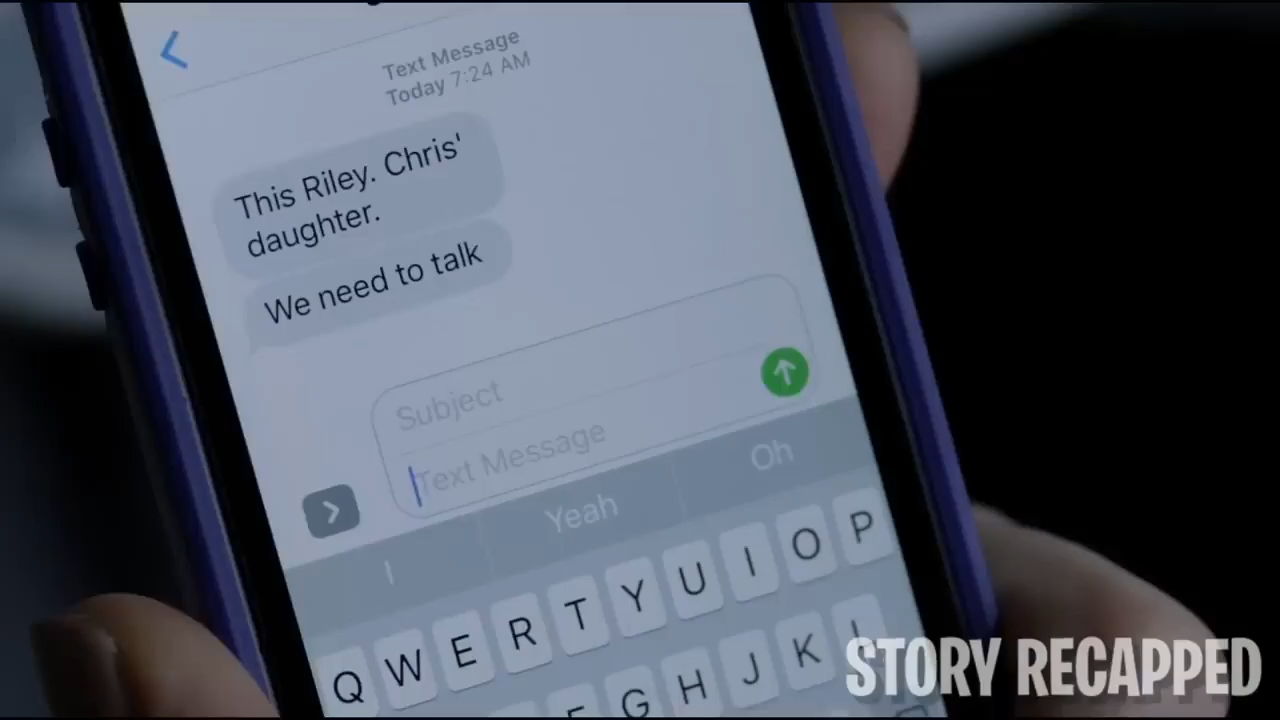 Text Message
Today 7:24 AM
This Riley. Chris'
daughter.
We need to talk
Subject
Text Message
I
Yeah
Oh
Q W E R T Y U I O P
G H J K L
STORY RECAPPED